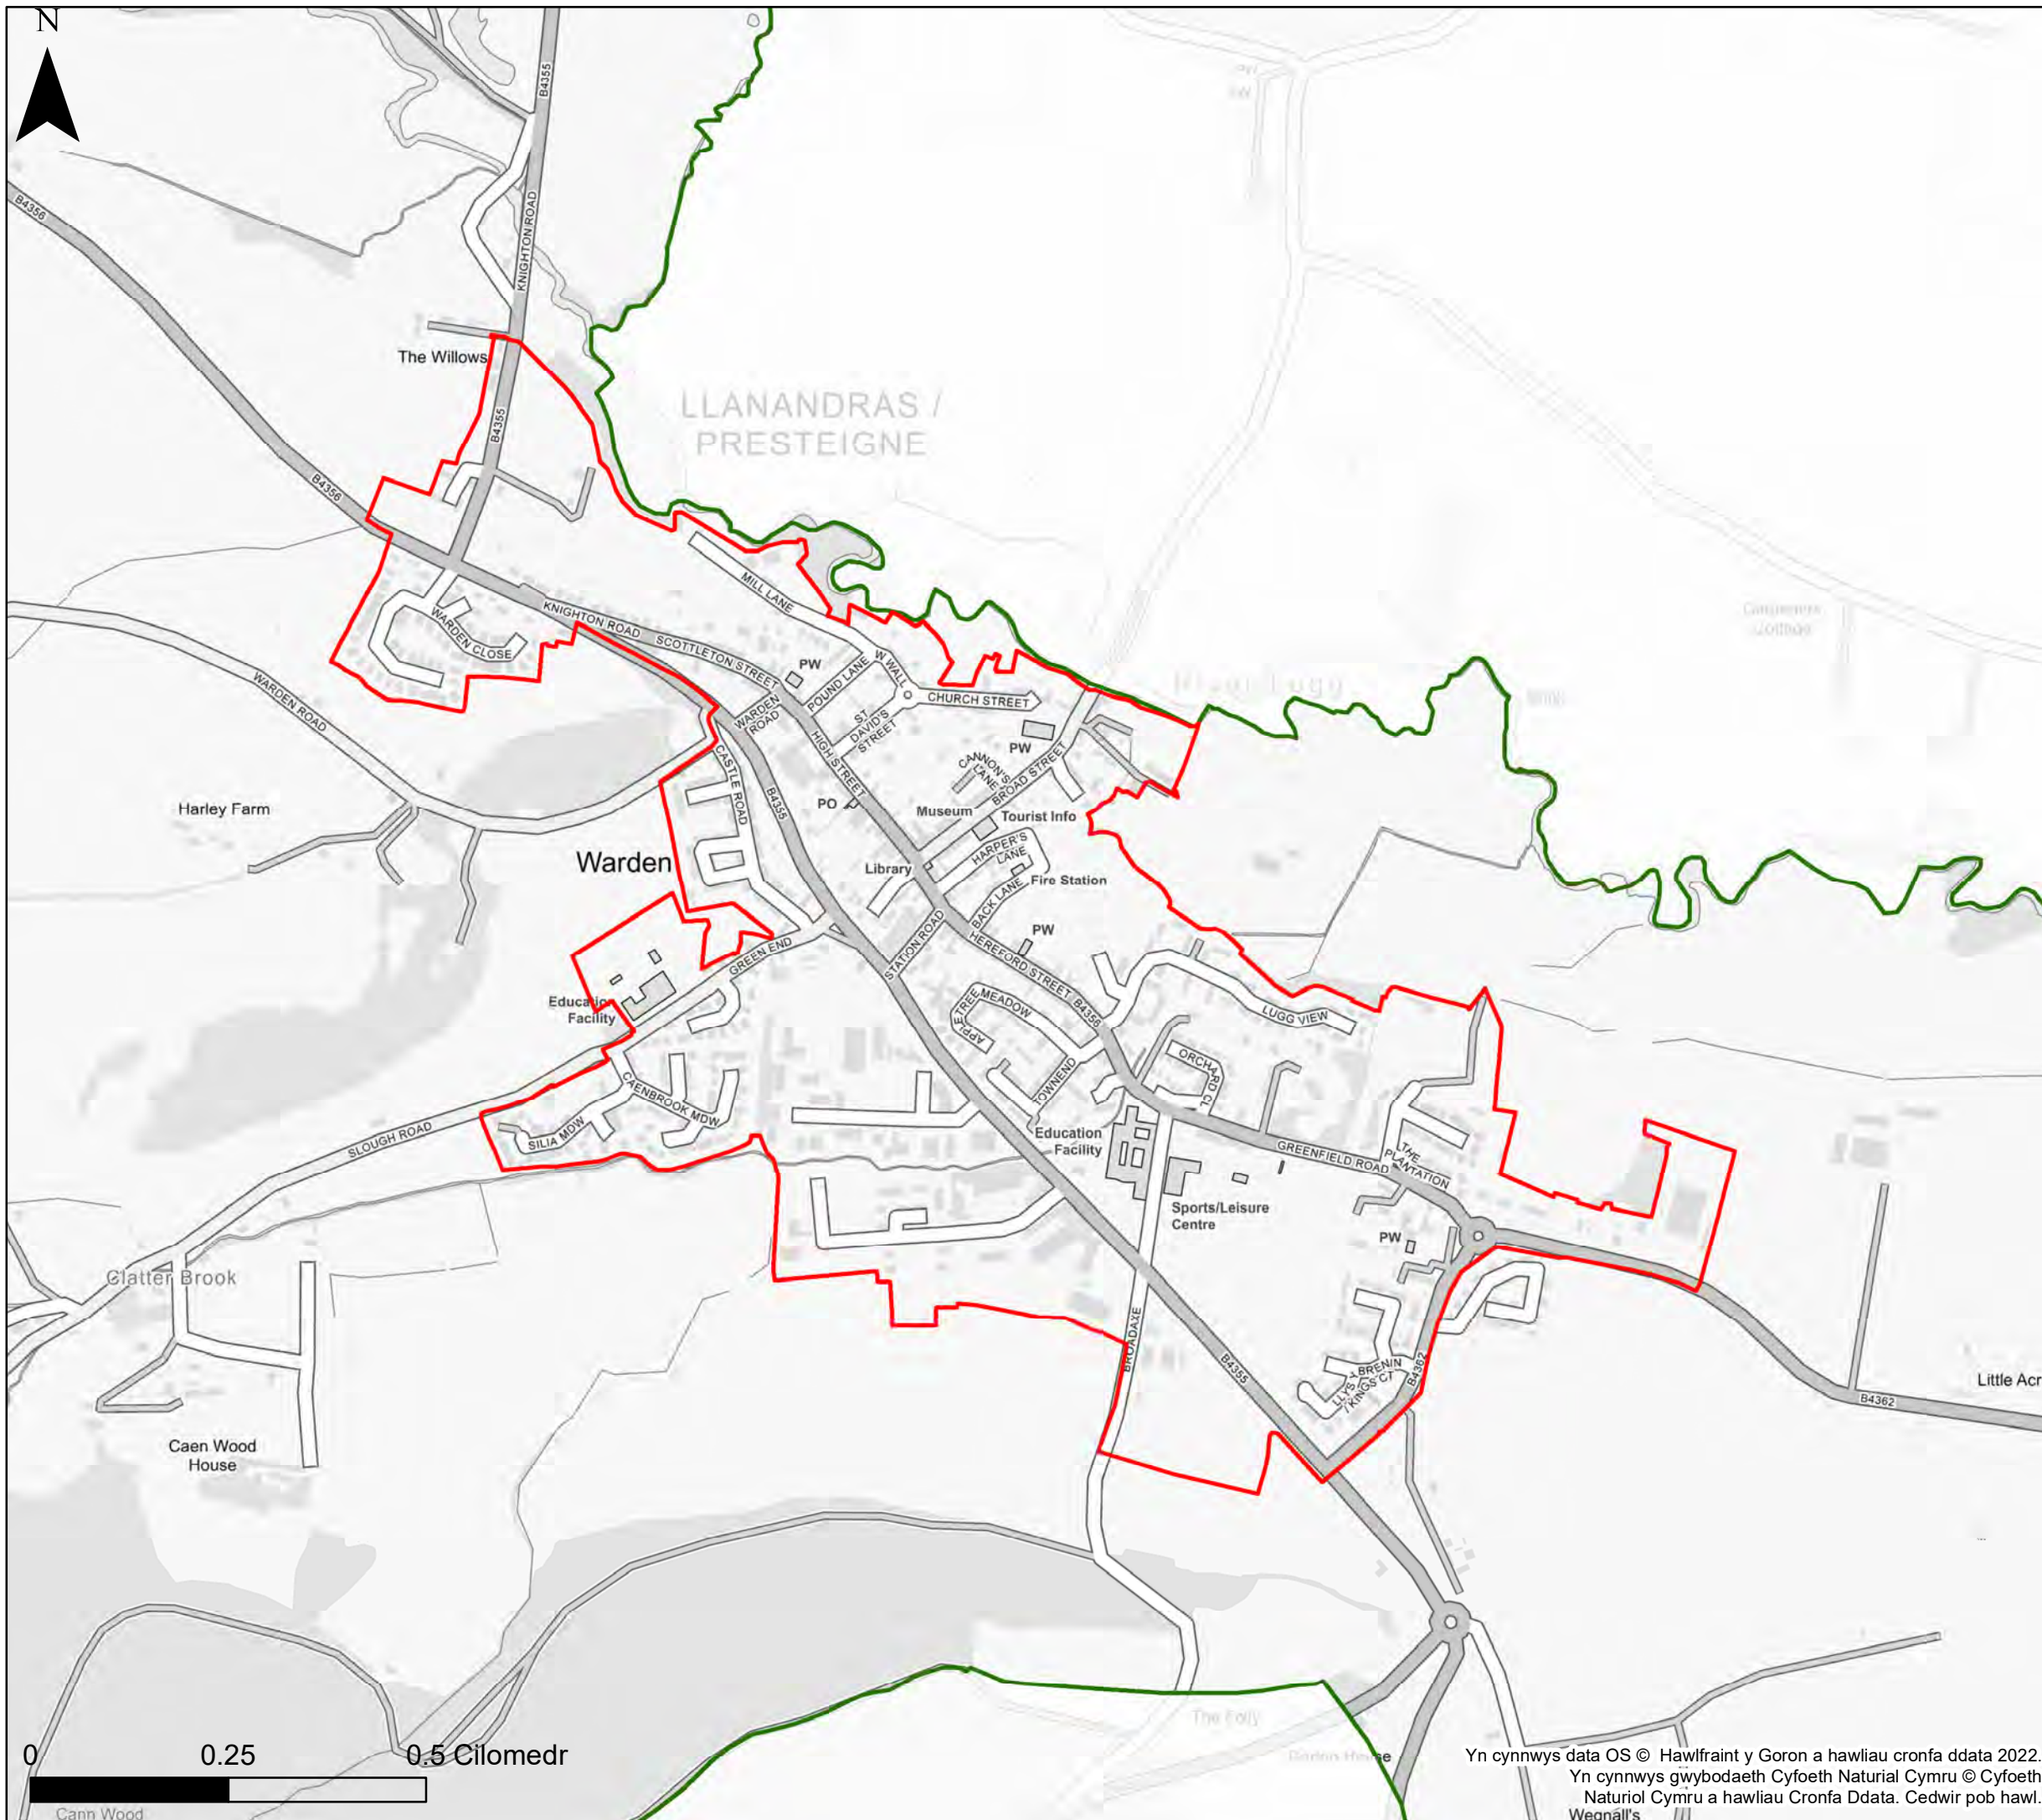 N
B4355
B4356
KNIGHTON ROAD
The Willows
B4355
LLANANDRAS /
PRESTEIGNE
B4356
MILL LANE
KNIGHTON ROAD
SCOTTLETON STREET
WARDEN CLOSE
PW
POUND LANE
W WALL
CHURCH STREET
River Lugg
WARDEN ROAD
WARDEN
ROAD
ST
DAVID'S
STREET
HIGH STREET
PW
CANNON'S
LANE
BROAD STREET
CASTLE ROAD
B4355
PO
Museum
Tourist Info
Harley Farm
HARPER'S
LANE
Warden
Library
Fire Station
BACK LANE
STATION ROAD
PW
HEREFORD STREET
B4356
GREEN END
Education
Facility
APPLETREE
MEADOW
LUGG VIEW
ORCHARD CL
TOWNEND
CAENBROOK MDW
SILIA MDW
SLOUGH ROAD
Education
Facility
GREENFIELD ROAD
THE
PLANTATION
Sports/Leisure
Centre
PW
Clatter Brook
BROADAXE
B4355
LLYS Y BRENIN
/ KINGS CT
B4362
Little Acr
B4362
Caen Wood
House
The Folly
0
0.25
0.5 Cilomedr
Cann Wood
Yn cynnwys data OS © Hawlfraint y Goron a hawliau cronfa ddata 2022.
Yn cynnwys gwybodaeth Cyfoeth Naturial Cymru © Cyfoeth
Naturiol Cymru a hawliau Cronfa Ddata. Cedwir pob hawl.
Wegnall's